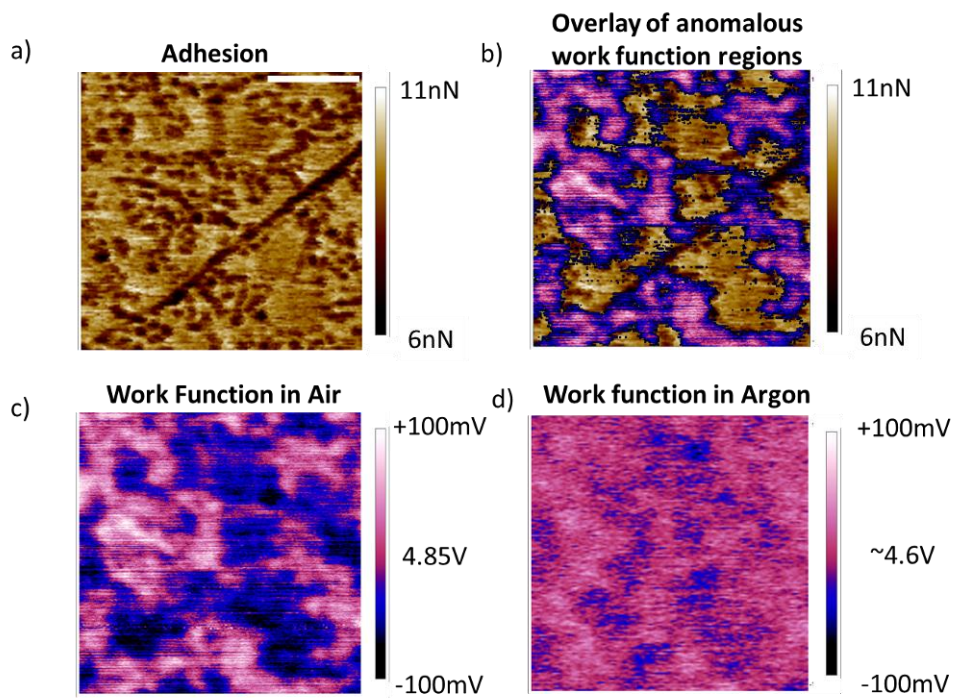 a)
Adhesion
11nN
6nN
b)
Overlay of anomalous
work function regions
11nN
6nN
c)
Work Function in Air
+100mV
4.85V
-100mV
d)
Work function in Argon
+100mV
~4.6V
-100mV